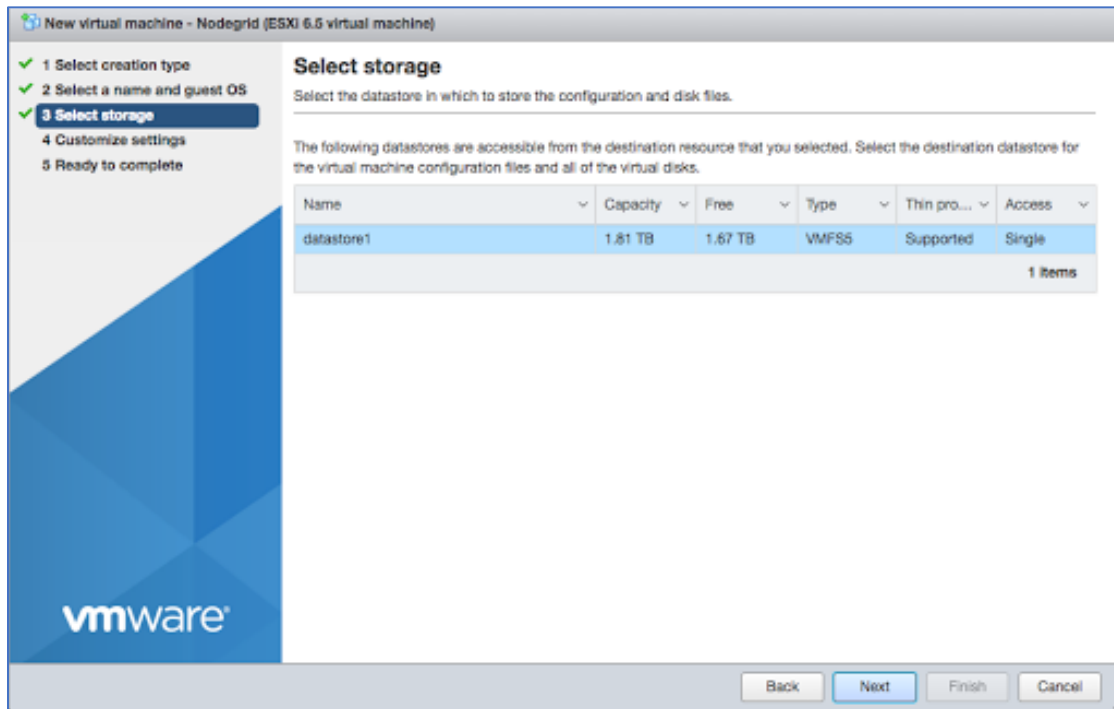 New virtual machine - Nodegrid (ESXI 6.5 virtual machine)
1 Select creation type
2 Select a name and guest OS
3 Select storage
4 Customize settings
5 Ready to complete
Select storage
Select the datastore in which to store the configuration and disk files.
The following datastores are accessible from the destination resource that you selected. Select the destination datastore for
the virtual machine configuration files and all of the virtual disks.
Name Capacity Free Type Thin pro... Access
datastore1 1.81 TB 1.67 TB VMFS5 Supported Single
1 items
vmware®
Back Next Finish Cancel